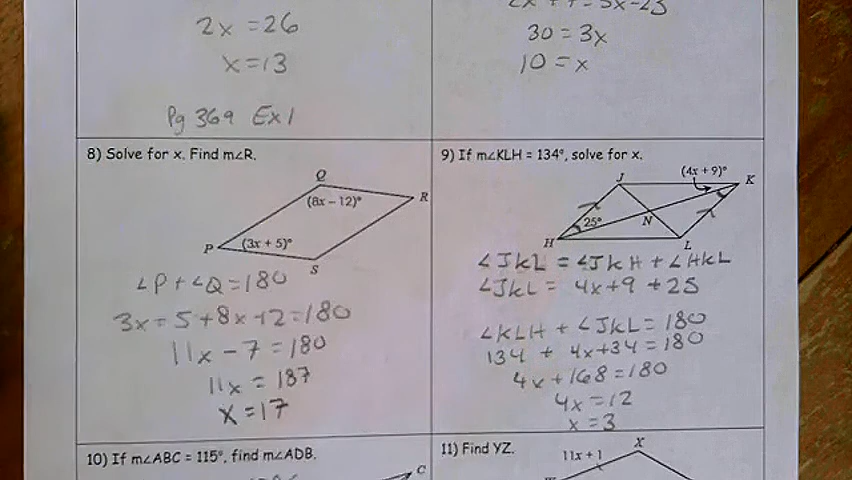 2x = 26
x = 13
Pg 369 Ex 1
30 = 3x
10 = x
8) Solve for x. Find m∠R.
Q
(8x – 12)°
R
P
(3x + 5)°
S
∠P + ∠Q = 180
3x = 5 + 8x - 12 = 180
11x - 7 = 180
11x = 187
x = 17
9) If m∠KLH = 134°, solve for x.
(4x + 9)°
J
K
25°
N
H
L
∠JKL = ∠JKH + ∠HKL
∠JKL = 4x+9 + 25
∠KLH + ∠JKL = 180
134 + 4x+34 = 180
4x + 168 = 180
4x = 12
x = 3
10) If m∠ABC = 115°, find m∠ADB.
C
11) Find YZ.
X
11x + 1